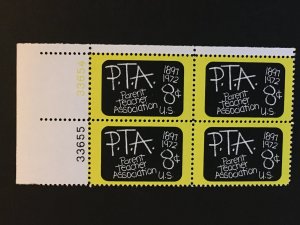 33654
P.T.A. 1897
1972
Parent
Teacher
Association
8¢
U.S
P.T.A. 1897
1972
Parent
Teacher
Association
8¢
U.S
33655
P.T.A. 1897
1972
Parent
Teacher
Association
8¢
U.S
P.T.A. 1897
1972
Parent
Teacher
Association
8¢
U.S